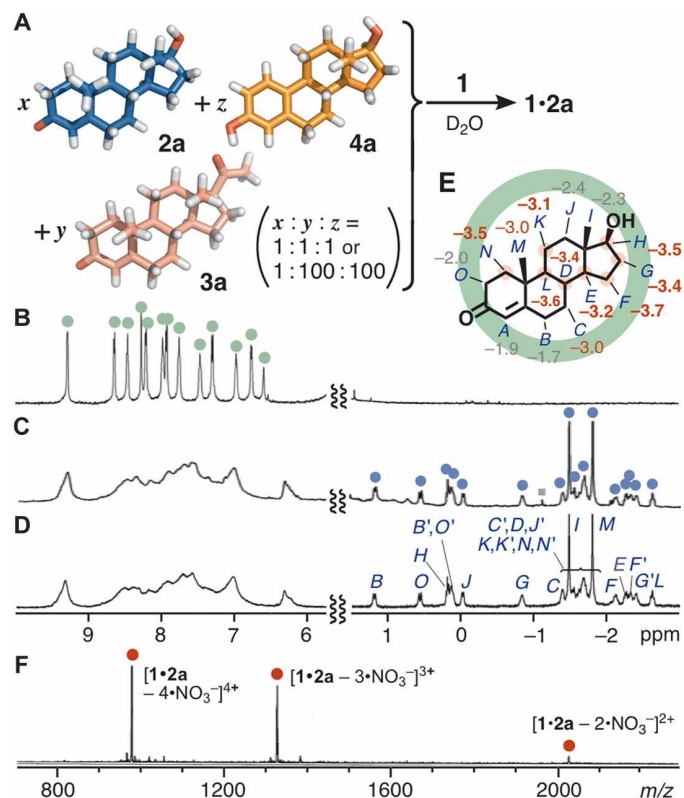 A
x
2a
+ z
4a
+ y
3a
( x : y : z =
1 : 1 : 1 or
1 : 100 : 100 )
1
D₂O
1•2a
E
–2.4
–2.3
–3.1
J
I
OH
–3.0
K
–3.5
M
H
–3.5
–2.0
N
–3.4
D
G
–3.4
O
L
E
F
–3.7
–3.6
–3.2
O
A
B
C
–3.0
–1.9
–1.7
B
C
D
B',O'
C',D,J'
K,K',N,N'
I
M
H
B
O
J
G
C
F
E
F'
G'
L
9
8
7
6
1
0
–1
–2
ppm
F
[1•2a
– 4•NO₃⁻]⁴⁺
[1•2a – 3•NO₃⁻]³⁺
[1•2a – 2•NO₃⁻]²⁺
800
1200
1600
2000
m/z